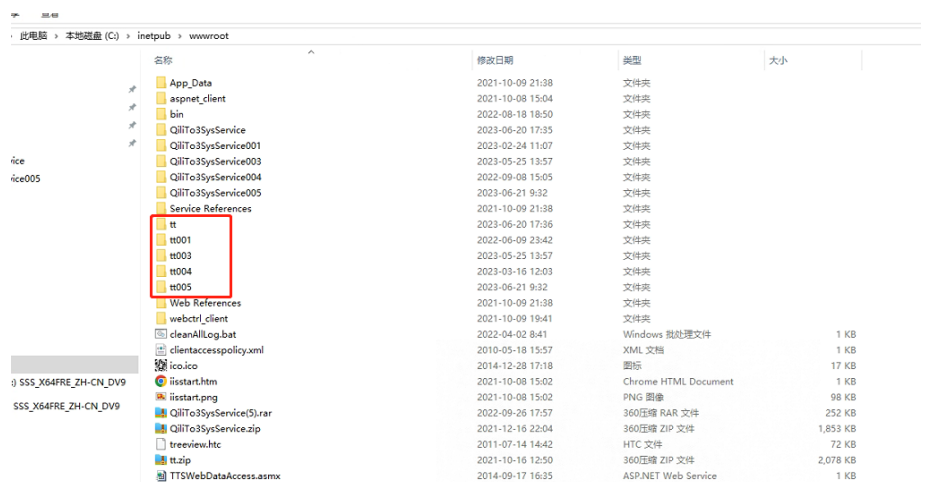 查看
› 此电脑 › 本地磁盘 (C:) › inetpub › wwwroot
名称 修改日期 类型 大小
App_Data 2021-10-09 21:38 文件夹
aspnet_client 2021-10-08 15:04 文件夹
bin 2022-08-18 18:50 文件夹
QiliTo3SysService 2023-06-20 17:35 文件夹
QiliTo3SysService001 2023-02-24 11:07 文件夹
vice QiliTo3SysService003 2023-05-25 13:57 文件夹
QiliTo3SysService004 2022-09-08 15:05 文件夹
vice005 QiliTo3SysService005 2023-06-21 9:32 文件夹
Service References 2021-10-09 21:38 文件夹
tt 2023-06-20 17:36 文件夹
tt001 2022-06-09 23:42 文件夹
tt003 2023-05-25 13:57 文件夹
tt004 2023-03-16 12:03 文件夹
tt005 2023-06-21 9:32 文件夹
Web References 2021-10-09 21:38 文件夹
webctrl_client 2021-10-09 19:41 文件夹
cleanAllLog.bat 2022-04-02 8:41 Windows 批处理文件 1 KB
clientaccesspolicy.xml 2010-05-18 15:57 XML 文档 1 KB
ico.ico 2014-12-28 17:18 图标 17 KB
:) SSS_X64FRE_ZH-CN_DV9 iisstart.htm 2021-10-08 15:02 Chrome HTML Document 1 KB
iisstart.png 2021-10-08 15:02 PNG 图像 98 KB
SSS_X64FRE_ZH-CN_DV9 QiliTo3SysService(5).rar 2022-09-26 17:57 360压缩 RAR 文件 252 KB
QiliTo3SysService.zip 2021-12-16 22:04 360压缩 ZIP 文件 1,853 KB
treeview.htc 2011-07-14 14:42 HTC 文件 72 KB
tt.zip 2021-10-16 12:50 360压缩 ZIP 文件 2,078 KB
TTSWebDataAccess.asmx 2014-09-17 16:35 ASP.NET Web Service 1 KB